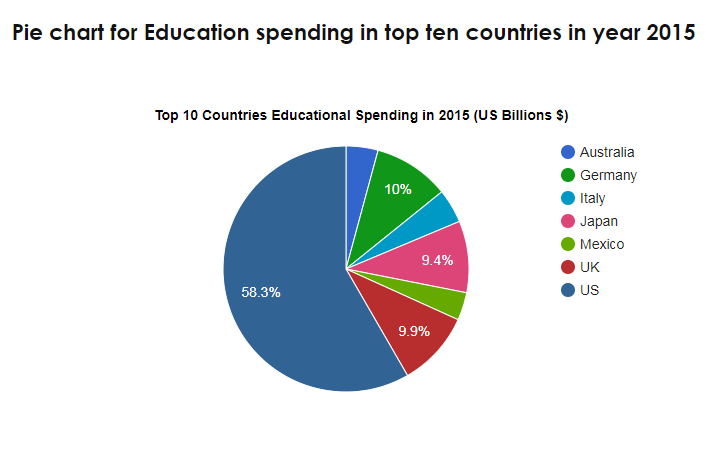 Pie chart for Education spending in top ten countries in year 2015
Top 10 Countries Educational Spending in 2015 (US Billions $)
Australia
Germany
Italy
Japan
Mexico
UK
US
10%
9.4%
58.3%
9.9%